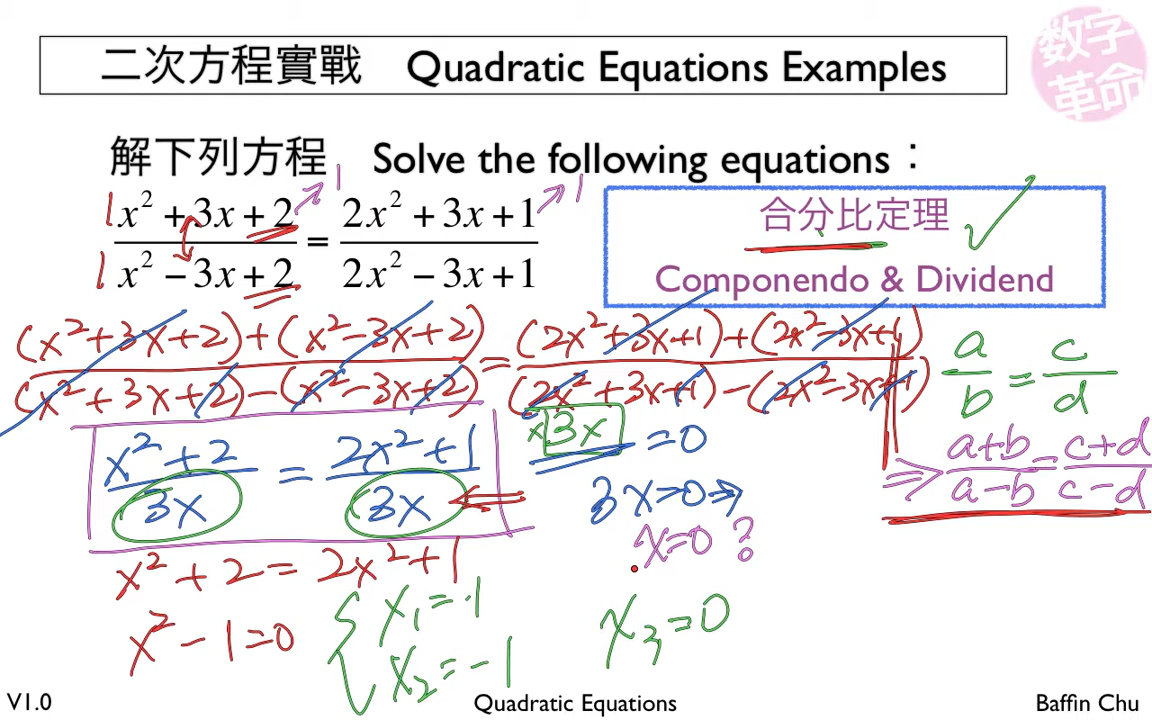 二次方程實戰 Quadratic Equations Examples
数字
革命
解下列方程 Solve the following equations：
1x² + 3x + 2 / 1x² − 3x + 2 = 2x² + 3x + 1 / 2x² − 3x + 1
1
1
合分比定理
Componendo & Dividend
(x²+3x+2)+(x²−3x+2) / (x²+3x+2)−(x²−3x+2) = (2x²+3x+1)+(2x²−3x+1) / (2x²+3x+1)−(2x²−3x+1)
a/b = c/d
⇒ a+b / a−b = c+d / c−d
x²+2 / 3x = 2x²+1 / 3x
x 3x = 0
3x=0 ⇒
x=0 ?
x²+2 = 2x²+1
x²−1=0
x₁=1
x₂=−1
x₃=0
V1.0
Quadratic Equations
Baffin Chu